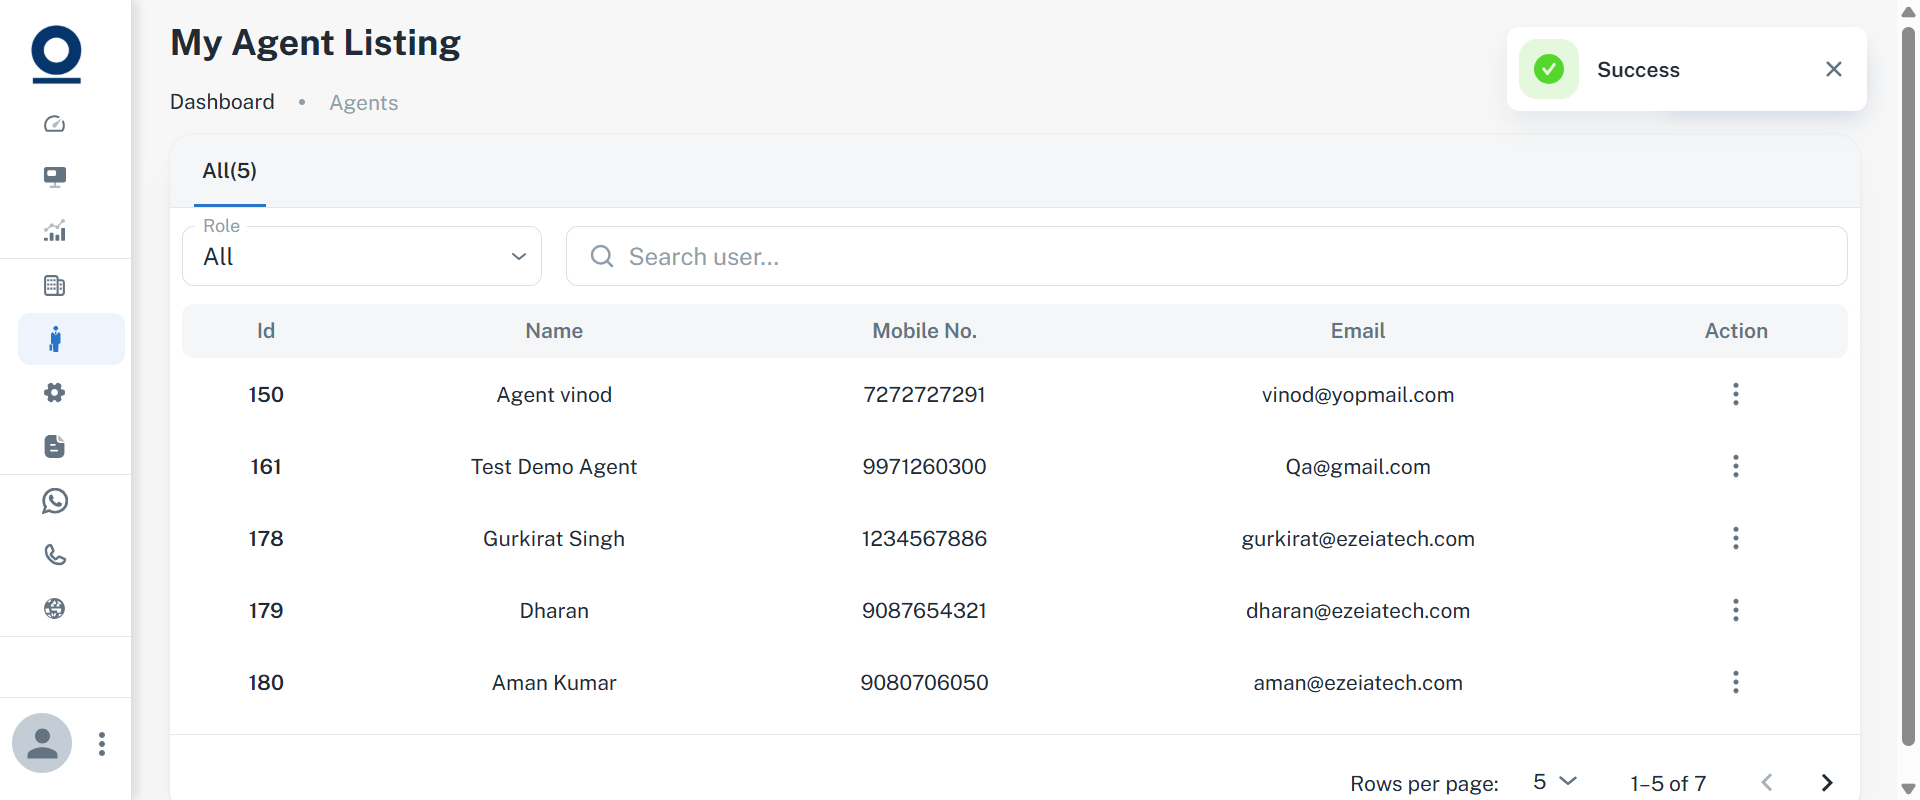 My Agent Listing
Success
Dashboard • Agents
All(5)
Role
All
Search user...
Id Name Mobile No. Email Action
150 Agent vinod 7272727291 vinod@yopmail.com
161 Test Demo Agent 9971260300 Qa@gmail.com
178 Gurkirat Singh 1234567886 gurkirat@ezeiatech.com
179 Dharan 9087654321 dharan@ezeiatech.com
180 Aman Kumar 9080706050 aman@ezeiatech.com
Rows per page: 5 1–5 of 7